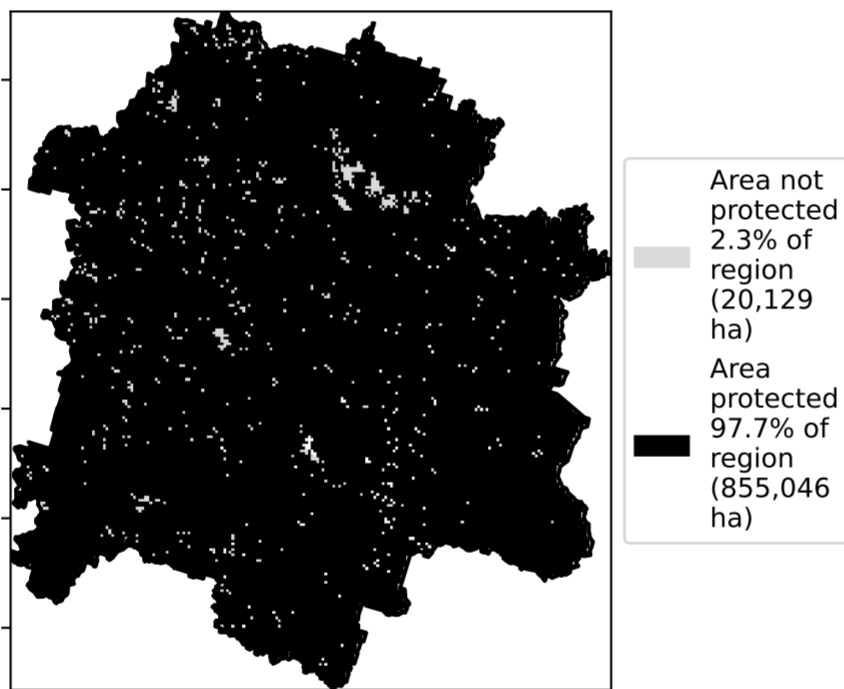 Area not
protected
2.3% of
region
(20,129
ha)
Area
protected
97.7% of
region
(855,046
ha)